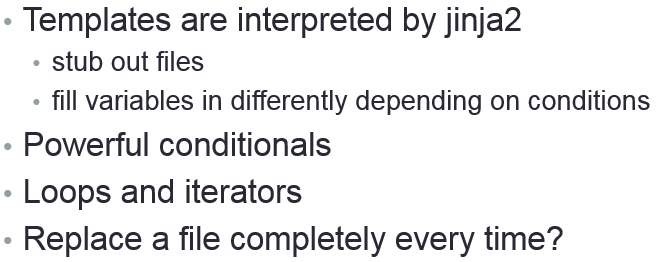 • Templates are interpreted by jinja2
• stub out files
• fill variables in differently depending on conditions
• Powerful conditionals
• Loops and iterators
• Replace a file completely every time?